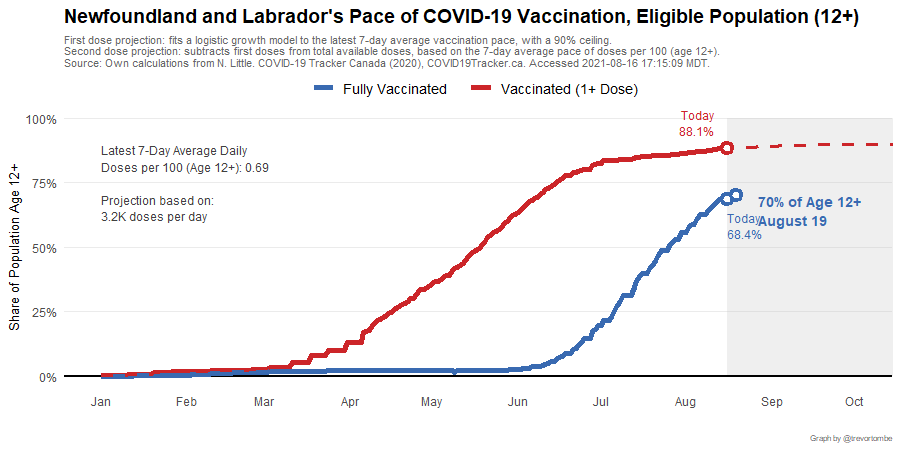 Newfoundland and Labrador's Pace of COVID-19 Vaccination, Eligible Population (12+)
First dose projection: fits a logistic growth model to the latest 7-day average vaccination pace, with a 90% ceiling.
Second dose projection: subtracts first doses from total available doses, based on the 7-day average pace of doses per 100 (age 12+).
Source: Own calculations from N. Little. COVID-19 Tracker Canada (2020), COVID19Tracker.ca. Accessed 2021-08-16 17:15:09 MDT.
Fully Vaccinated
Vaccinated (1+ Dose)
Share of Population Age 12+
100%
75%
50%
25%
0%
Latest 7-Day Average Daily
Doses per 100 (Age 12+): 0.69
Projection based on:
3.2K doses per day
Today
88.1%
70% of Age 12+
August 19
Today
68.4%
Jan
Feb
Mar
Apr
May
Jun
Jul
Aug
Sep
Oct
Graph by @trevortombe